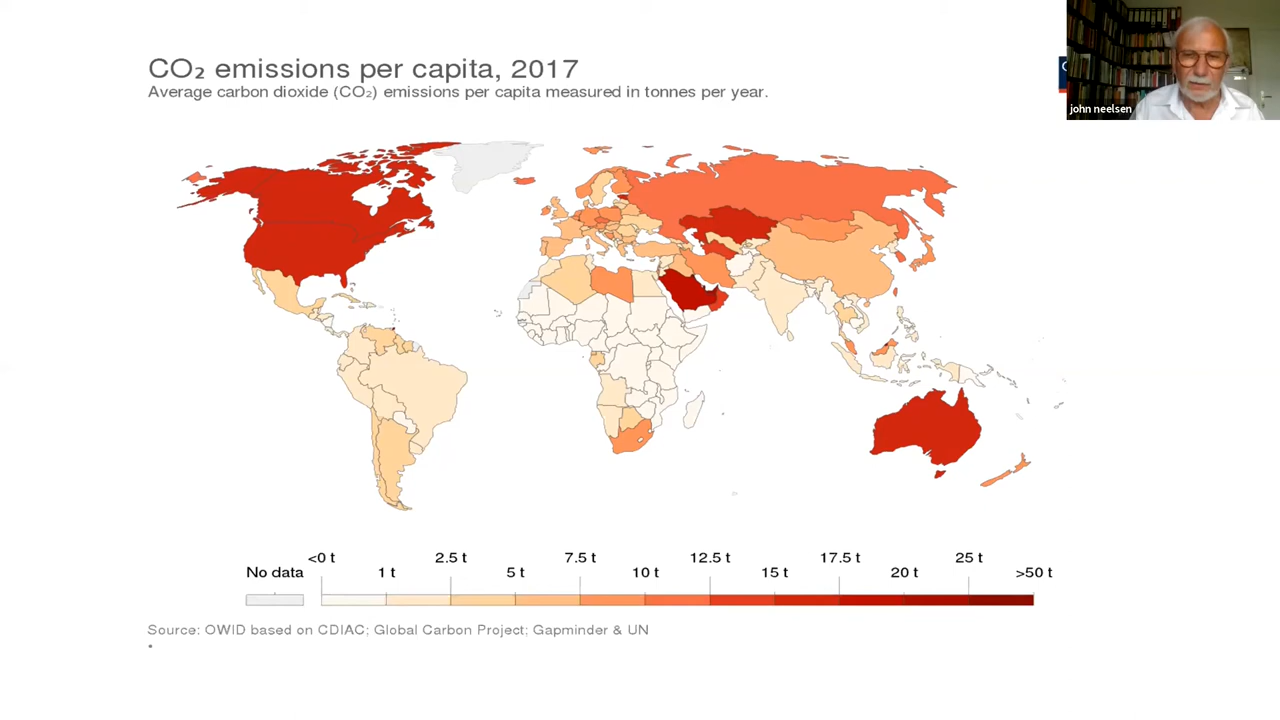 CO₂ emissions per capita, 2017
Average carbon dioxide (CO₂) emissions per capita measured in tonnes per year.
john neelsen
<0 t 2.5 t 7.5 t 12.5 t 17.5 t 25 t
No data 1 t 5 t 10 t 15 t 20 t >50 t
Source: OWID based on CDIAC; Global Carbon Project; Gapminder & UN